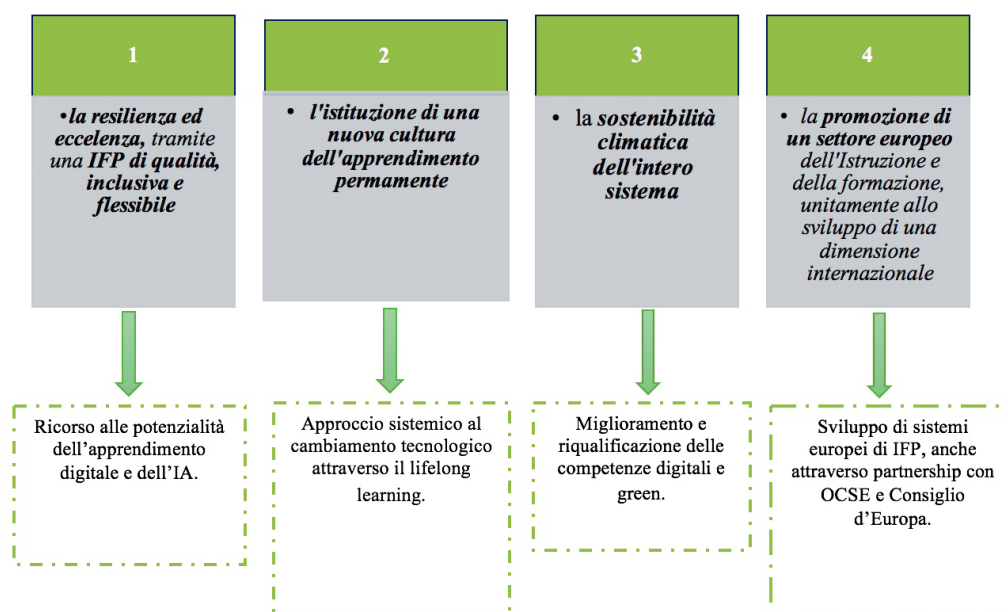 1
•la resilienza ed
eccelenza, tramite
una IFP di qualità,
inclusiva e
flessibile
Ricorso alle potenzialità
dell’apprendimento
digitale e dell’IA.
2
• l'istituzione di una
nuova cultura
dell'apprendimento
permamente
Approccio sistemico al
cambiamento tecnologico
attraverso il lifelong
learning.
3
• la sostenibilità
climatica
dell'intero
sistema
Miglioramento e
riqualificazione delle
competenze digitali e
green.
4
• la promozione di
un settore europeo
dell'Istruzione e
della formazione,
unitamente allo
sviluppo di una
dimensione
internazionale
Sviluppo di sistemi
europei di IFP, anche
attraverso partnership con
OCSE e Consiglio
d’Europa.